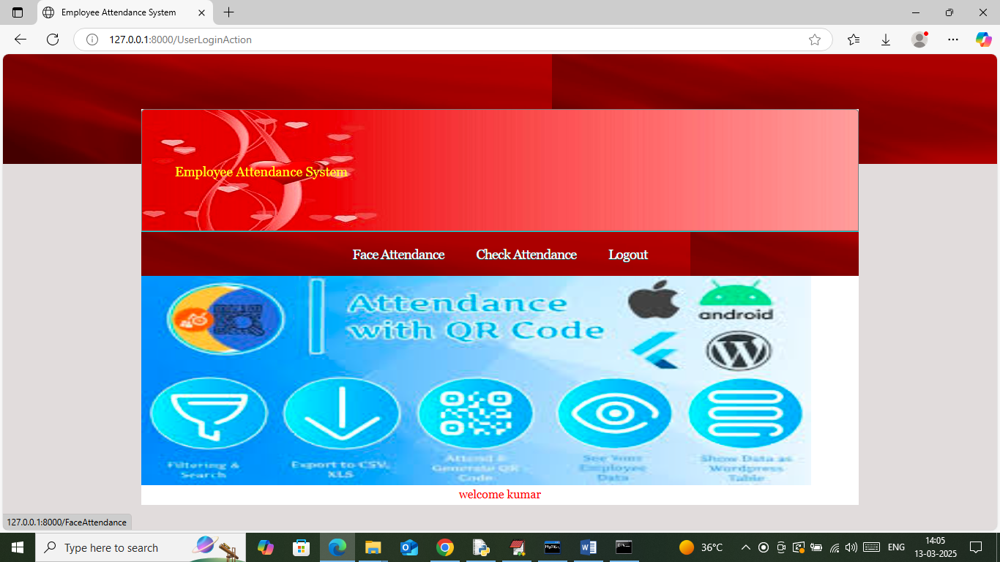 Employee Attendance System
127.0.0.1:8000/UserLoginAction
Employee Attendance System
Face Attendance Check Attendance Logout
Attendance
with QR Code
android
Filtering &
Search
Export to CSV,
XLS
Attend &
Generate QR
Code
See Your
Employee
Data
Show Data as
Wordpress
Table
welcome kumar
127.0.0.1:8000/FaceAttendance
Type here to search
36°C
ENG
14:05
13-03-2025